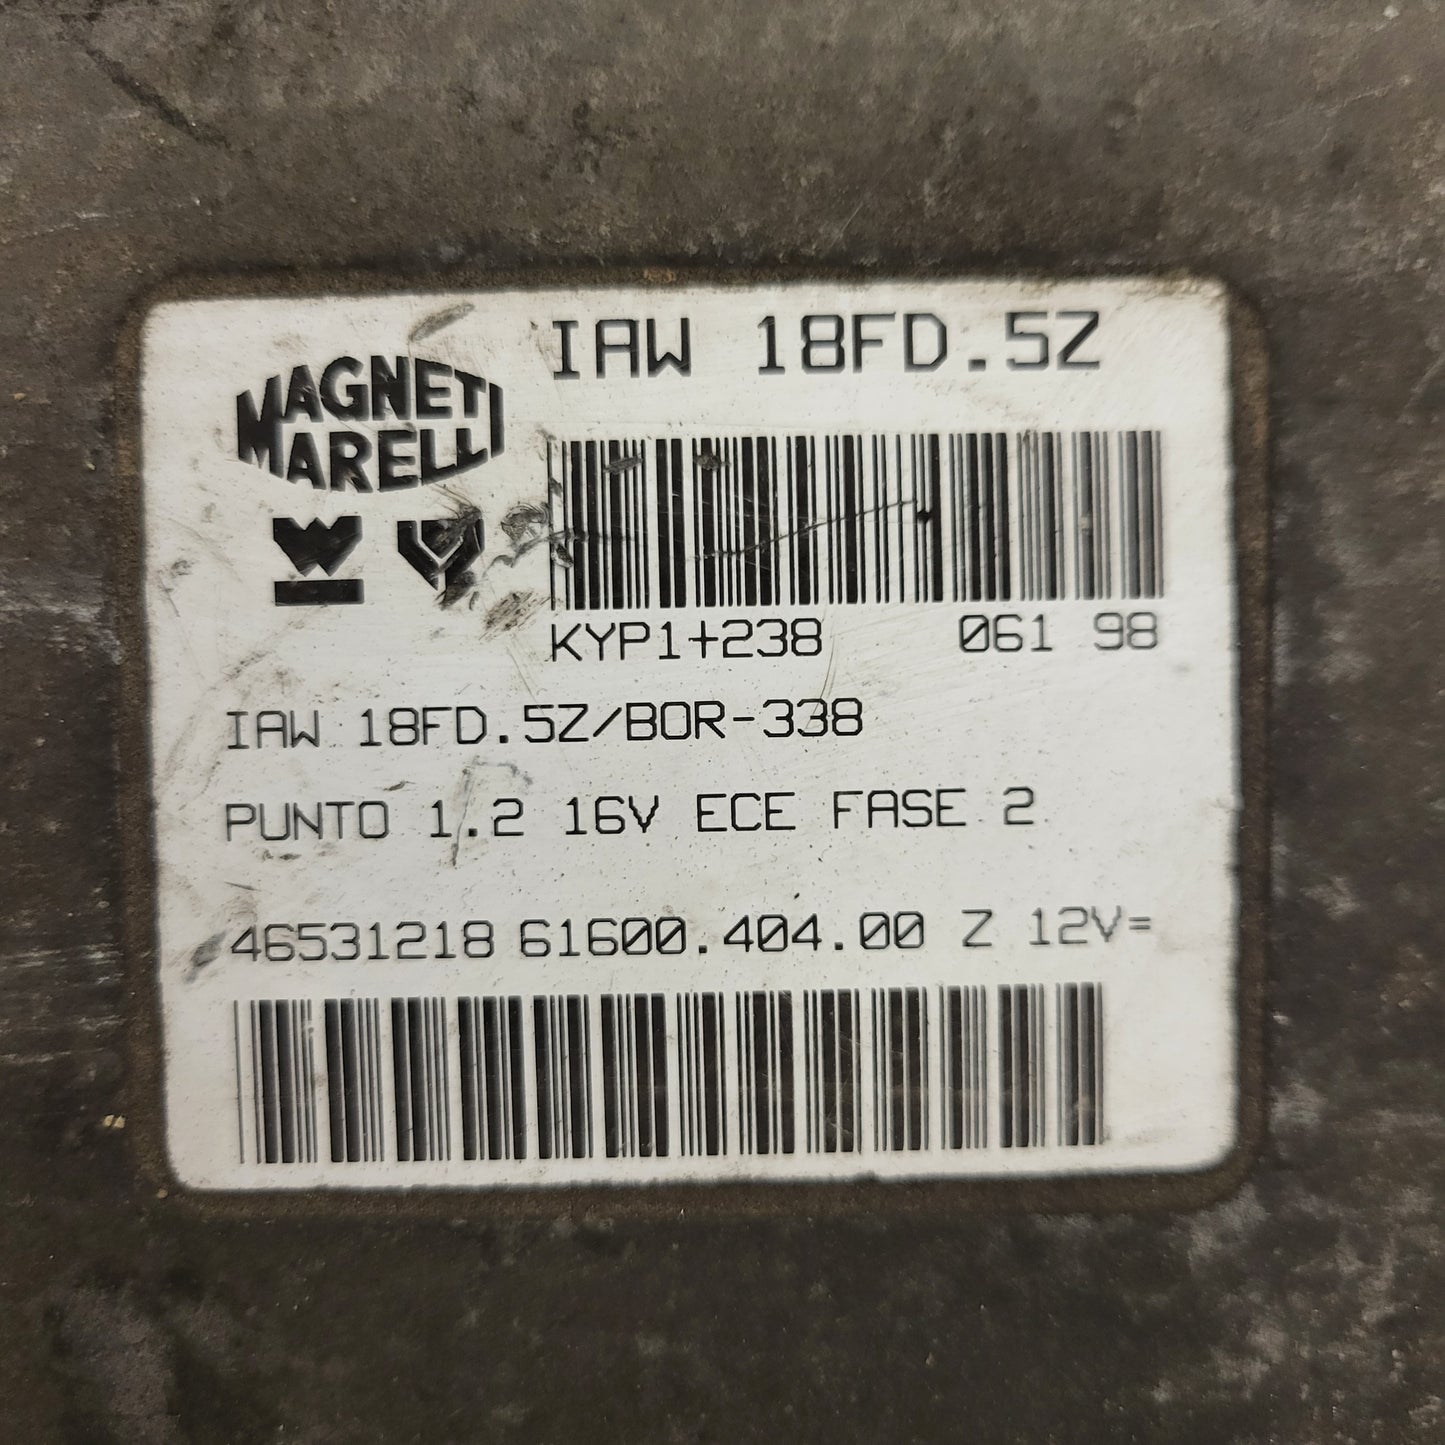 IAW 18FD.5Z
MAGNETI
MARELLI
KYP1+238 061 98
IAW 18FD.5Z/BOR-338
PUNTO 1.2 16V ECE FASE 2
46531218 61600.404.00 Z 12V=